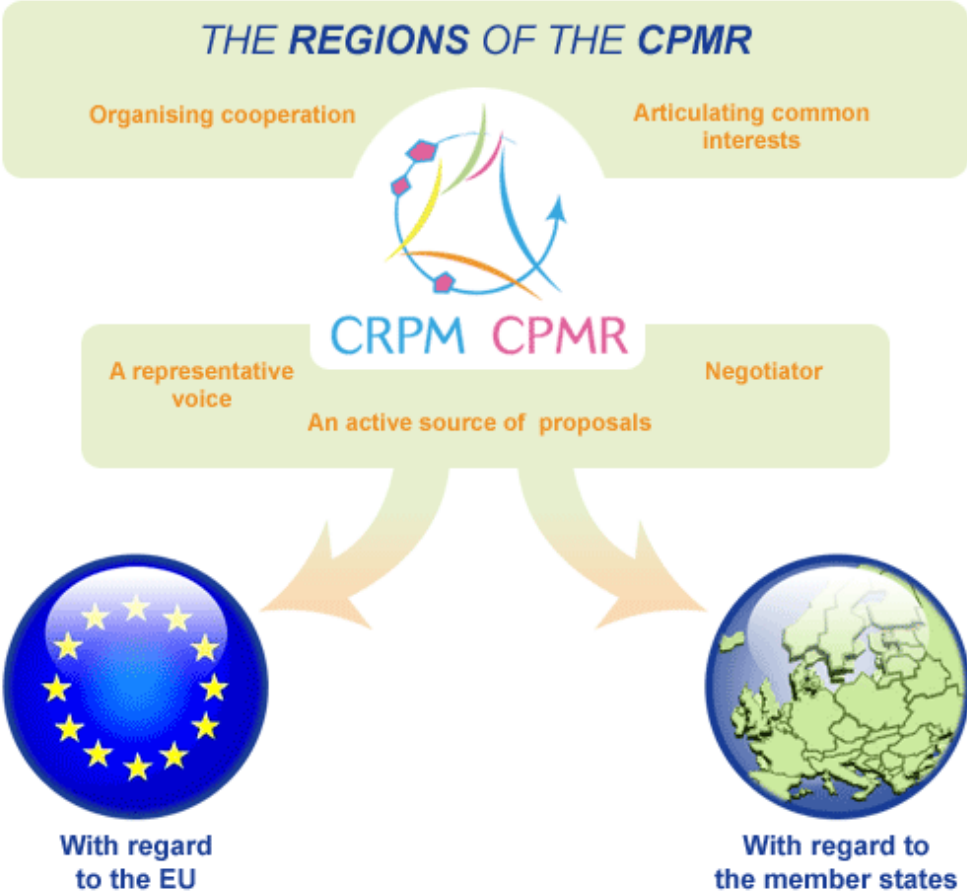 THE REGIONS OF THE CPMR
Organising cooperation
Articulating common
interests
CRPM CPMR
A representative
voice
Negotiator
An active source of proposals
With regard
to the EU
With regard to
the member states